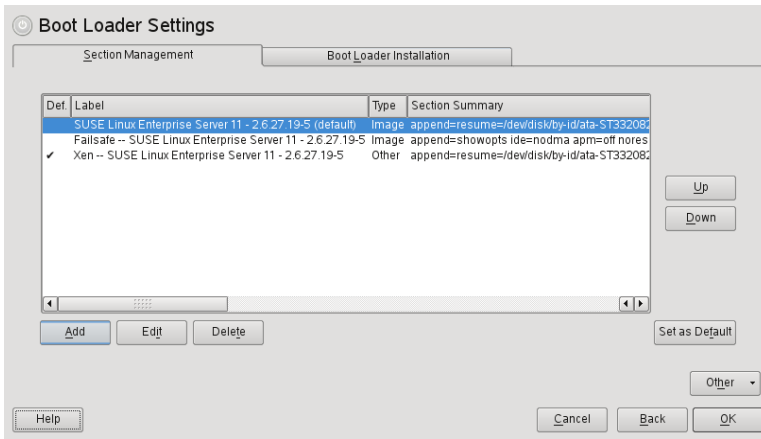 Boot Loader Settings
Section Management
Boot Loader Installation
Def. Label Type Section Summary
SUSE Linux Enterprise Server 11 - 2.6.27.19-5 (default) Image append=resume=/dev/disk/by-id/ata-ST332082
Failsafe -- SUSE Linux Enterprise Server 11 - 2.6.27.19-5 Image append=showopts ide=nodma apm=off nores
✔ Xen -- SUSE Linux Enterprise Server 11 - 2.6.27.19-5 Other append=resume=/dev/disk/by-id/ata-ST332082
Up
Down
Add Edit Delete Set as Default
Other
Help Cancel Back OK